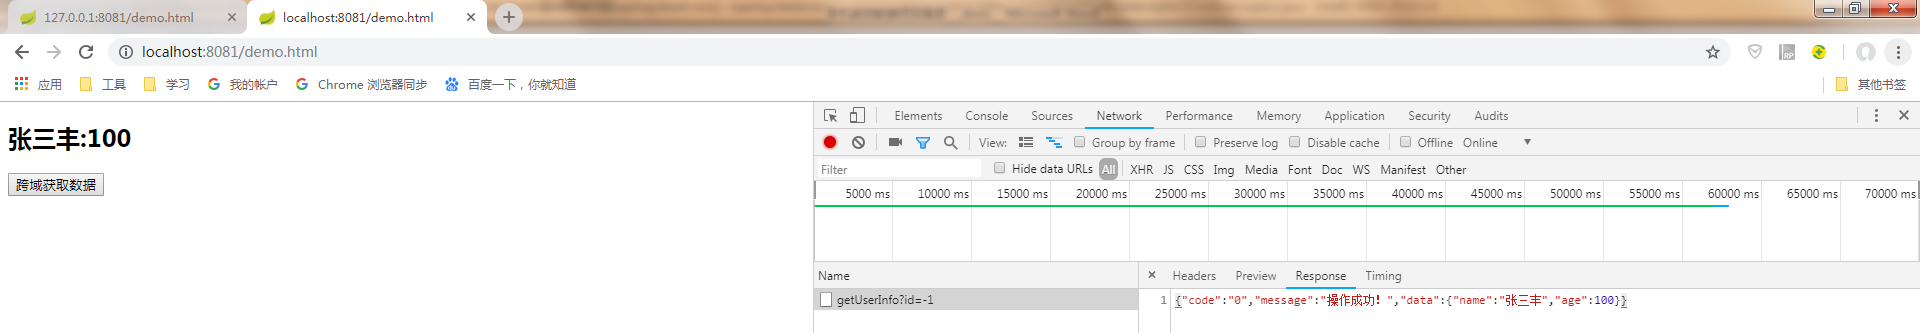 127.0.0.1:8081/demo.html
localhost:8081/demo.html
localhost:8081/demo.html
应用 工具 学习 我的帐户 Chrome 浏览器同步 百度一下，你就知道 其他书签
Elements Console Sources Network Performance Memory Application Security Audits
张三丰:100
View: Group by frame Preserve log Disable cache Offline Online
Filter Hide data URLs All XHR JS CSS Img Media Font Doc WS Manifest Other
跨域获取数据
5000 ms 10000 ms 15000 ms 20000 ms 25000 ms 30000 ms 35000 ms 40000 ms 45000 ms 50000 ms 55000 ms 60000 ms 65000 ms 70000 ms
Name Headers Preview Response Timing
getUserInfo?id=-1
1 {"code":"0","message":"操作成功！","data":{"name":"张三丰","age":100}}